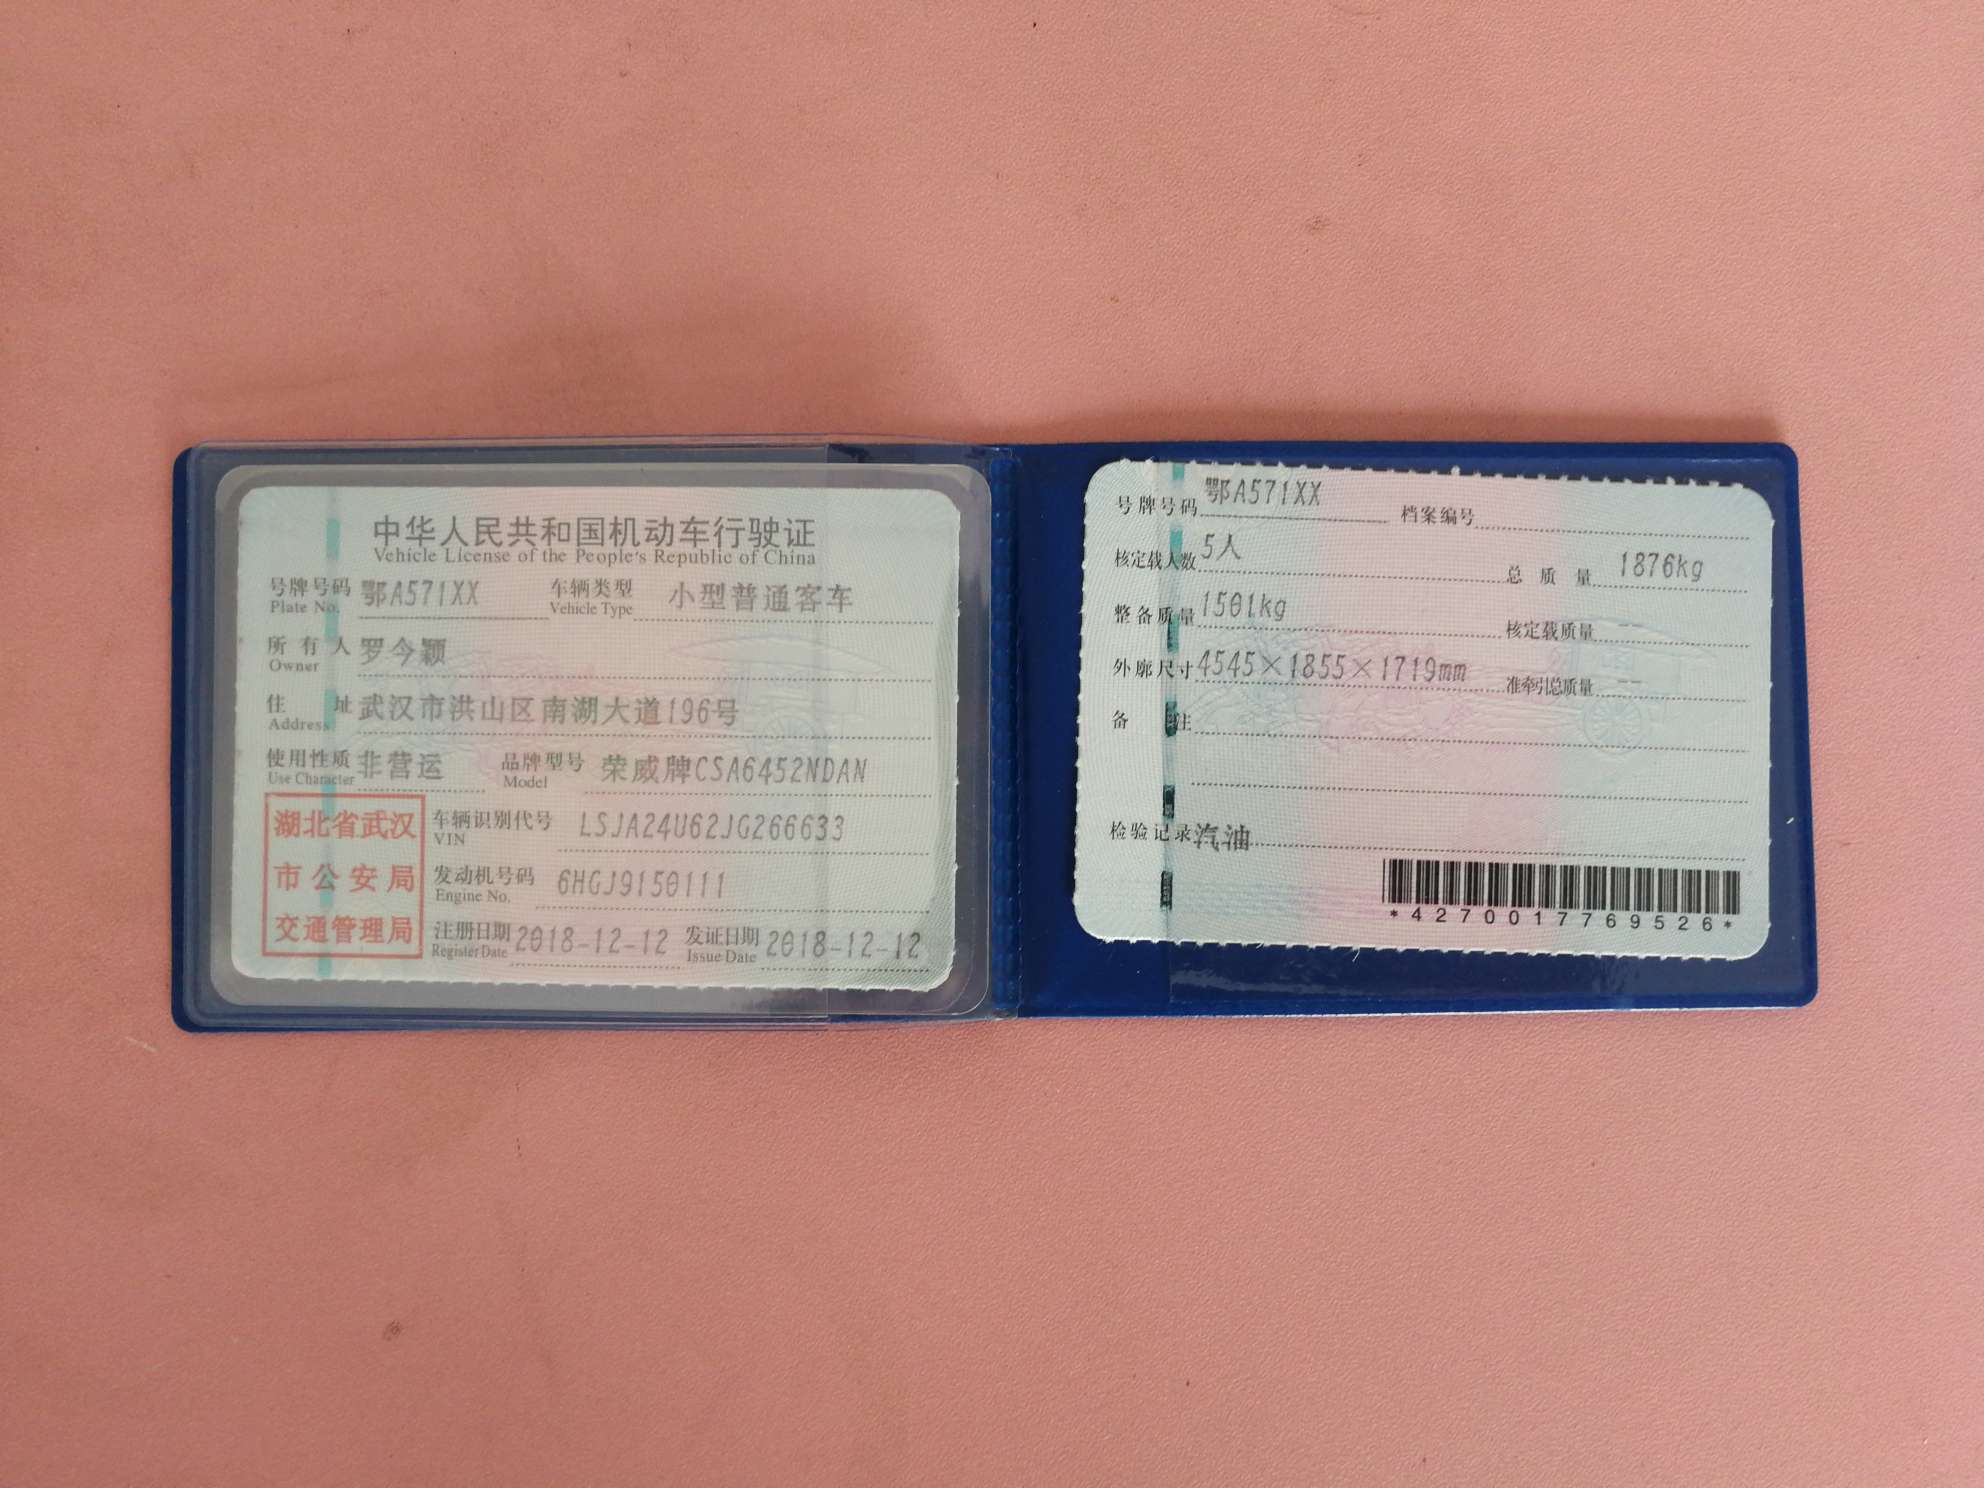 中华人民共和国机动车行驶证
Vehicle License of the People's Republic of China
号牌号码 鄂A571XX 车辆类型 小型普通客车
Plate No. Vehicle Type
所有人 罗今颖
Owner
住址 武汉市洪山区南湖大道196号
Address
使用性质 非营运 品牌型号 荣威牌CSA6452NDAN
Use Character Model
湖北省武汉
市公安局
交通管理局
车辆识别代号 LSJA24U62JG266633
VIN
发动机号码 6HGJ9150111
Engine No.
注册日期 2018-12-12 发证日期 2018-12-12
Register Date Issue Date
号牌号码 鄂A571XX 档案编号
核定载人数 5人 总质量 1876kg
整备质量 1501kg 核定载质量 --
外廓尺寸 4545×1855×1719mm 准牵引总质量 --
备注
检验记录 汽油
*4270017769526*